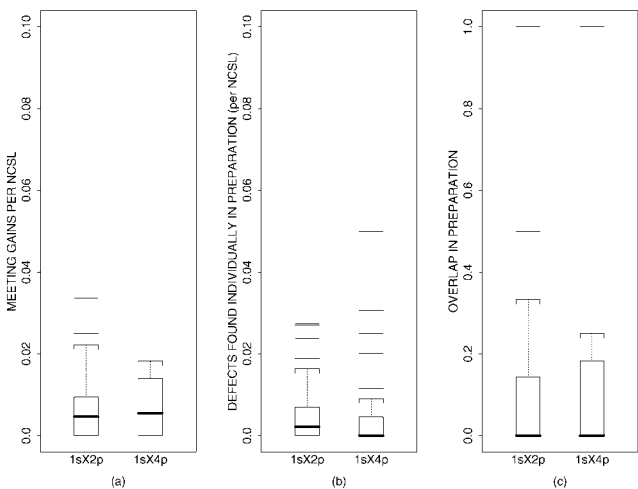 MEETING GAINS PER NCSL
0.10
0.08
0.06
0.04
0.02
0.0
1sX2p
1sX4p
(a)
DEFECTS FOUND INDIVIDUALLY IN PREPARATION (per NCSL)
0.10
0.08
0.06
0.04
0.02
0.0
1sX2p
1sX4p
(b)
OVERLAP IN PREPARATION
1.0
0.8
0.6
0.4
0.2
0.0
1sX2p
1sX4p
(c)